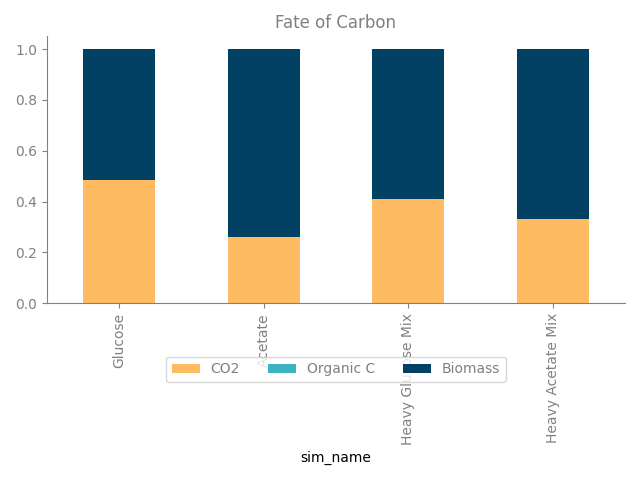 Fate of Carbon
1.0
0.8
0.6
0.4
0.2
0.0
Glucose
Acetate
Heavy Glucose Mix
Heavy Acetate Mix
CO2
Organic C
Biomass
sim_name